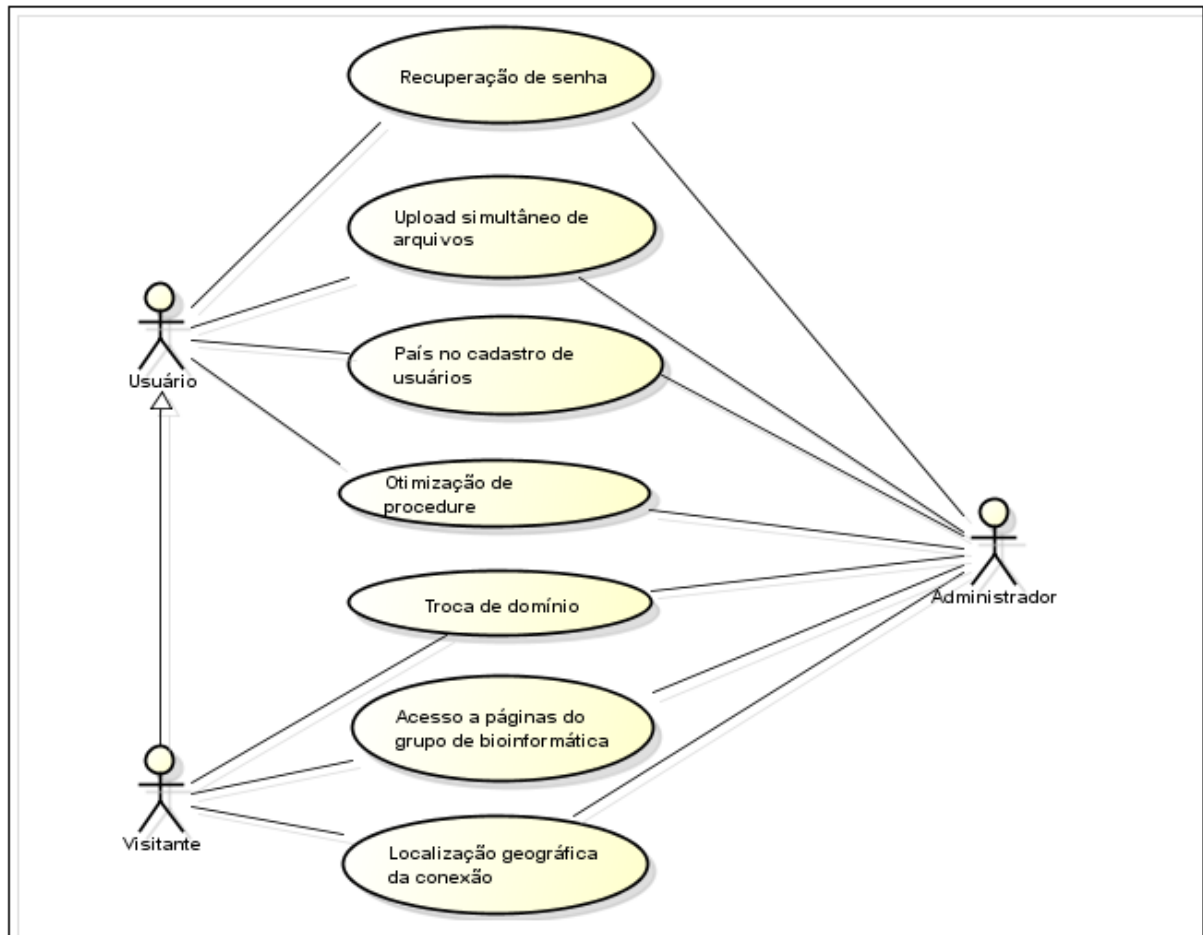 Recuperação de senha
Upload simultâneo de
arquivos
Usuário
País no cadastro de
usuários
Otimização de
procedure
Troca de domínio
Administrador
Acesso a páginas do
grupo de bioinformática
Visitante
Localização geográfica
da conexão